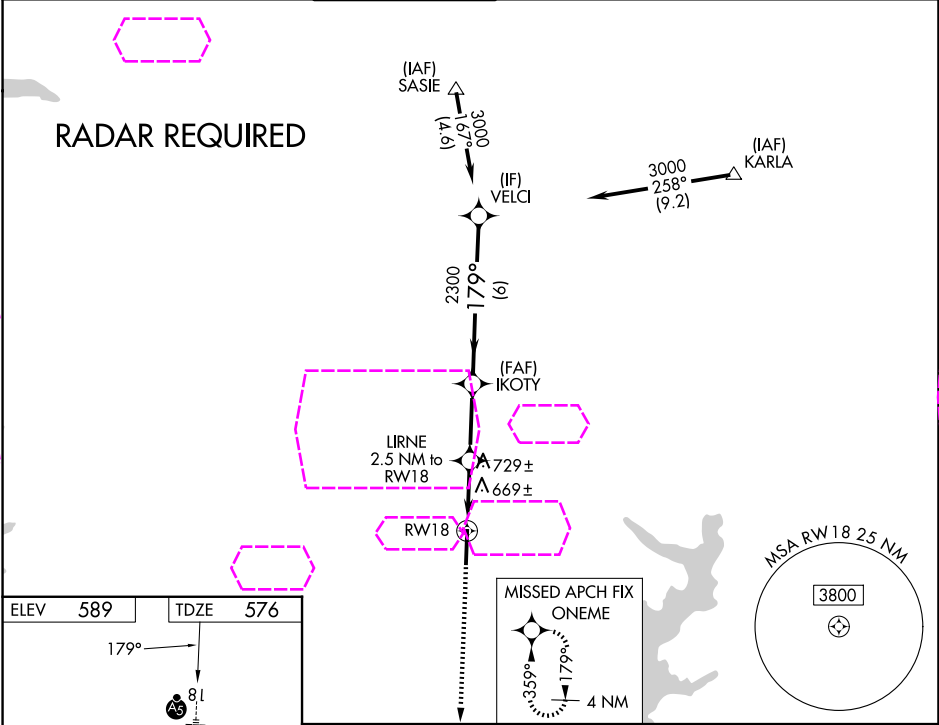 RADAR REQUIRED
(IAF)
SASIE
3000
167°
(4.6)
(IAF)
KARLA
3000
258°
(9.2)
(IF)
VELCI
2300
179°
(6)
(FAF)
IKOTY
LIRNE
2.5 NM to
RW18
729±
669±
RW18
MSA RW18 25 NM
3800
MISSED APCH FIX
ONEME
359°
179°
4 NM
ELEV 589
TDZE 576
179°
18
A5